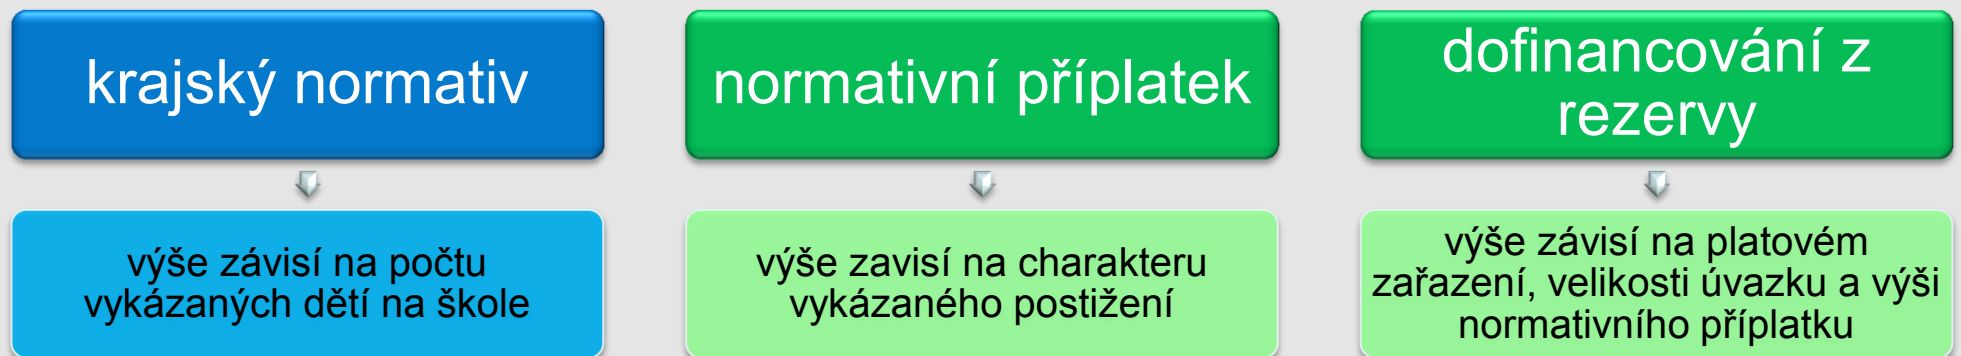 krajský normativ
výše závisí na počtu
vykázaných dětí na škole
normativní příplatek
výše zavisí na charakteru
vykázaného postižení
dofinancování z
rezervy
výše závisí na platovém
zařazení, velikosti úvazku a výši
normativního příplatku